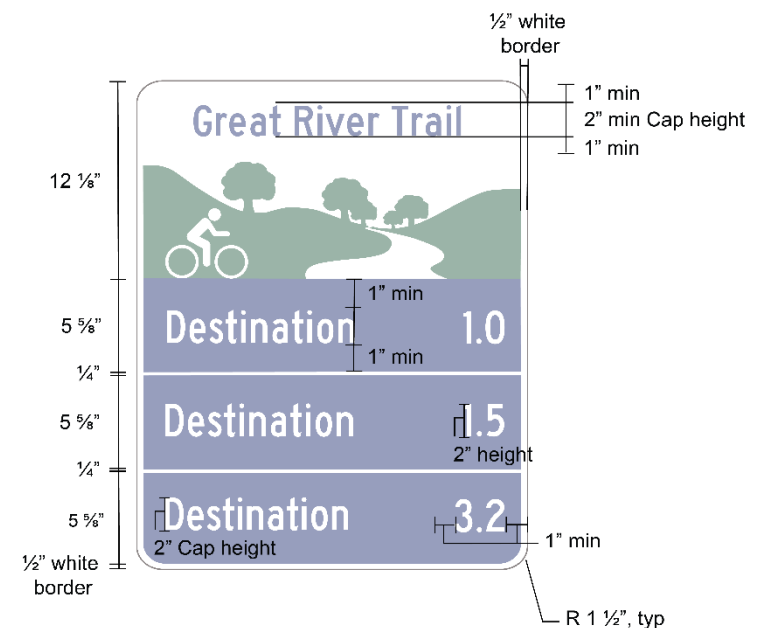 ½” white
border
1” min
Great River Trail
2” min Cap height
1” min
12 ⅛”
1” min
5 ⅝”
Destination 1.0
1” min
¼”
5 ⅝”
Destination 1.5
2” height
¼”
5 ⅝”
Destination 3.2
2” Cap height
1” min
½” white
border
R 1 ½”, typ